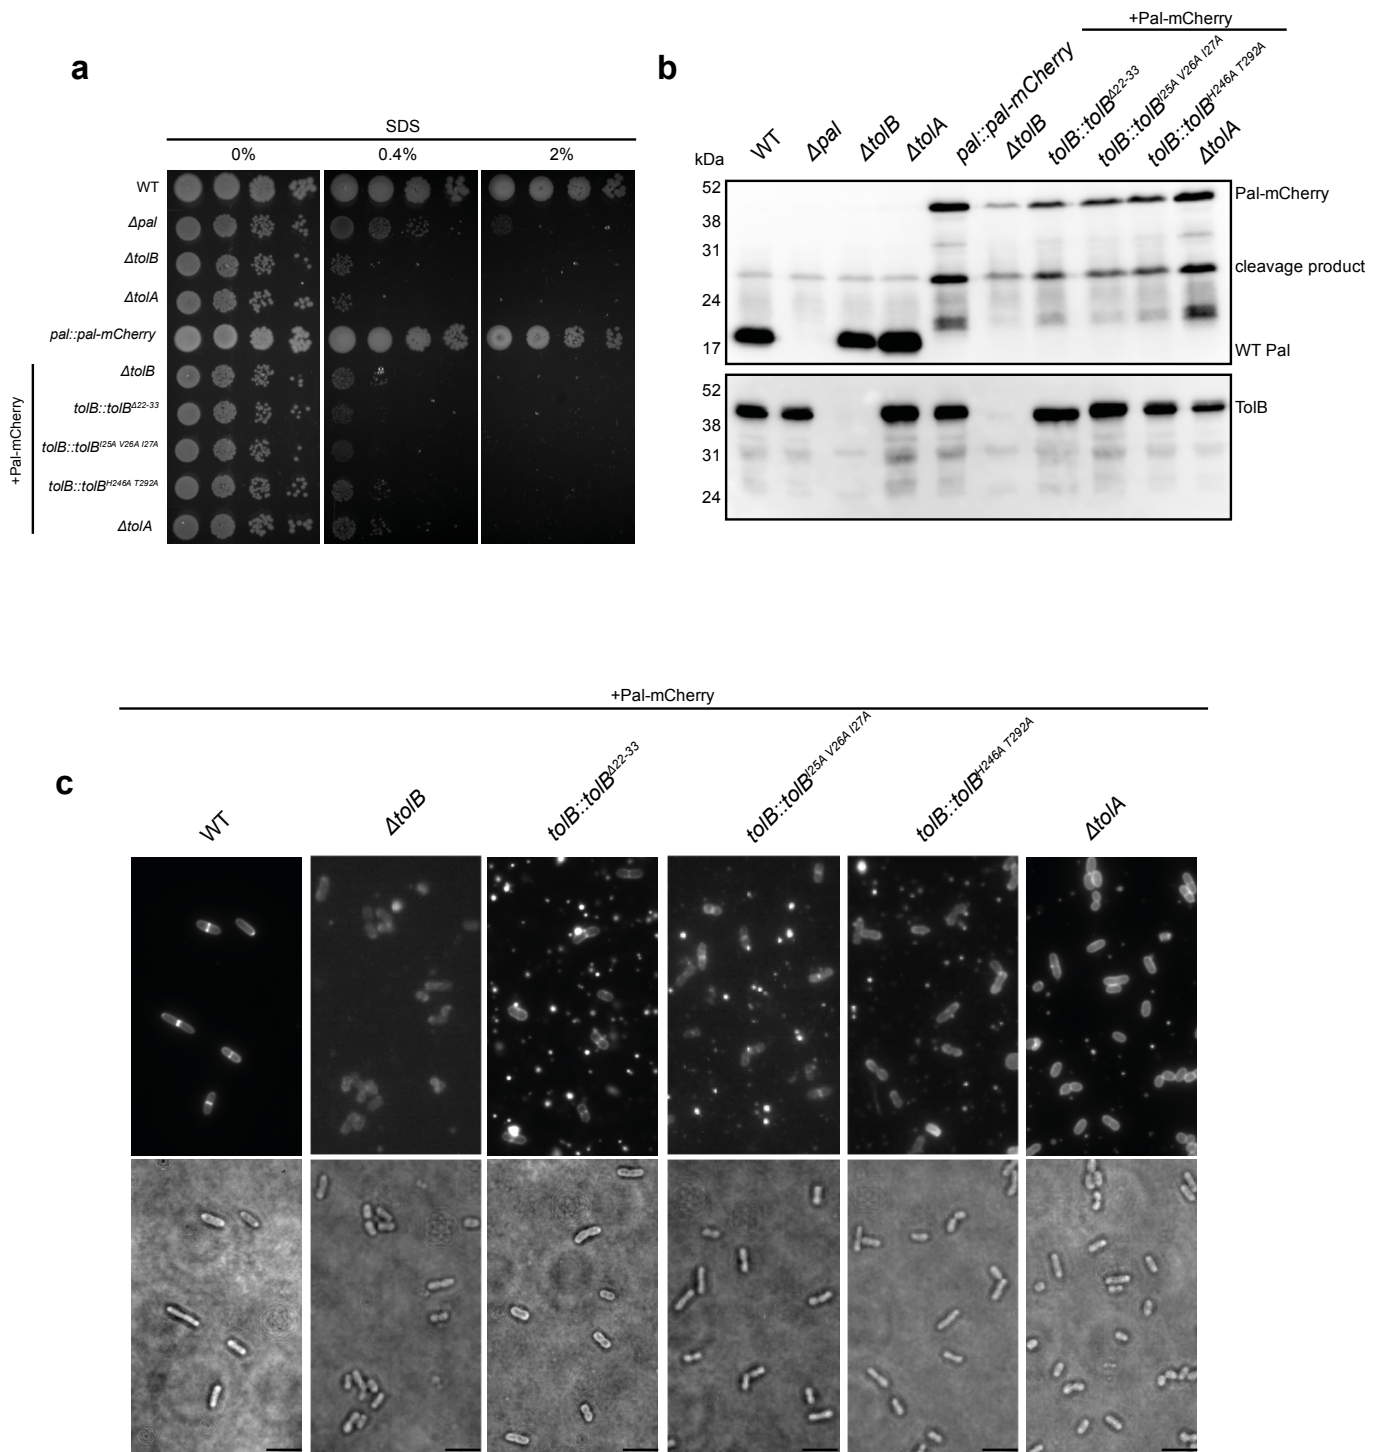 a
SDS
0%
0.4%
2%
WT
Δpal
ΔtolB
ΔtolA
pal::pal-mCherry
ΔtolB
tolB::tolBΔ22-33
tolB::tolBI25A V26A I27A
tolB::tolBH246A T292A
ΔtolA
+Pal-mCherry
b
+Pal-mCherry
kDa
WT
Δpal
ΔtolB
ΔtolA
pal::pal-mCherry
ΔtolB
tolB::tolBΔ22-33
tolB::tolBI25A V26A I27A
tolB::tolBH246A T292A
ΔtolA
52
38
31
24
17
Pal-mCherry
cleavage product
WT Pal
52
38
31
24
TolB
+Pal-mCherry
c
WT
ΔtolB
tolB::tolBΔ22-33
tolB::tolBI25A V26A I27A
tolB::tolBH246A T292A
ΔtolA